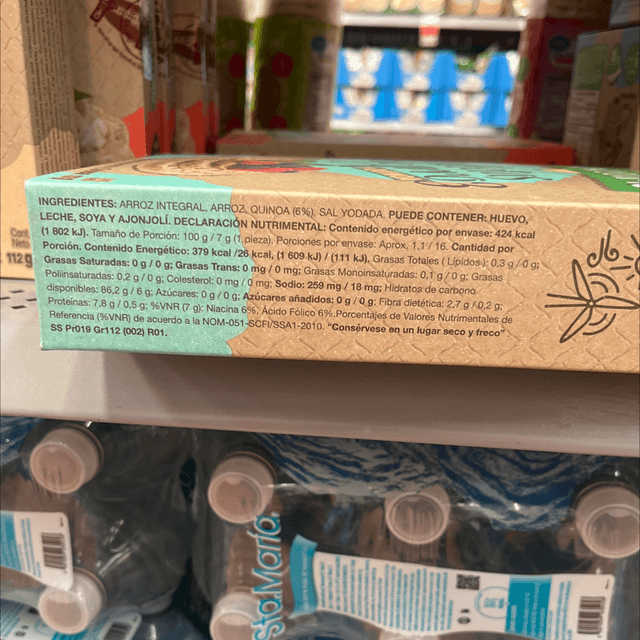 INGREDIENTES: ARROZ INTEGRAL, ARROZ, QUINOA (6%), SAL YODADA. PUEDE CONTENER: HUEVO,
LECHE, SOYA Y AJONJOLÍ. DECLARACIÓN NUTRIMENTAL: Contenido energético por envase: 424 kcal
(1 802 kJ). Tamaño de Porción: 100 g / 7 g (1 pieza). Porciones por envase: Aprox, 1,1 / 16. Cantidad por
Porción. Contenido Energético: 379 kcal /26 kcal, (1 609 kJ) / (111 kJ). Grasas Totales ( Lípidos ): 0,3 g / 0 g;
Grasas Saturadas: 0 g / 0 g; Grasas Trans: 0 mg / 0 mg; Grasas Monoinsaturadas: 0,1 g / 0 g; Grasas
Poliinsaturadas: 0,2 g / 0 g; Colesterol: 0 mg / 0 mg; Sodio: 259 mg / 18 mg; Hidratos de carbono
disponibles: 86,2 g / 6 g; Azúcares: 0 g / 0 g; Azúcares añadidos: 0 g / 0 g; Fibra dietética: 2,7 g /0,2 g;
Proteínas: 7,8 g / 0,5 g; %VNR (7 g): Niacina 6%, Ácido Fólico 6%.Porcentajes de Valores Nutrimentales de
Referencia (%VNR) de acuerdo a la NOM-051-SCFI/SSA1-2010. "Consérvese en un lugar seco y freco".
SS Pr019 Gr112 (002) R01.
Cont
Neto
112 g
sta.María